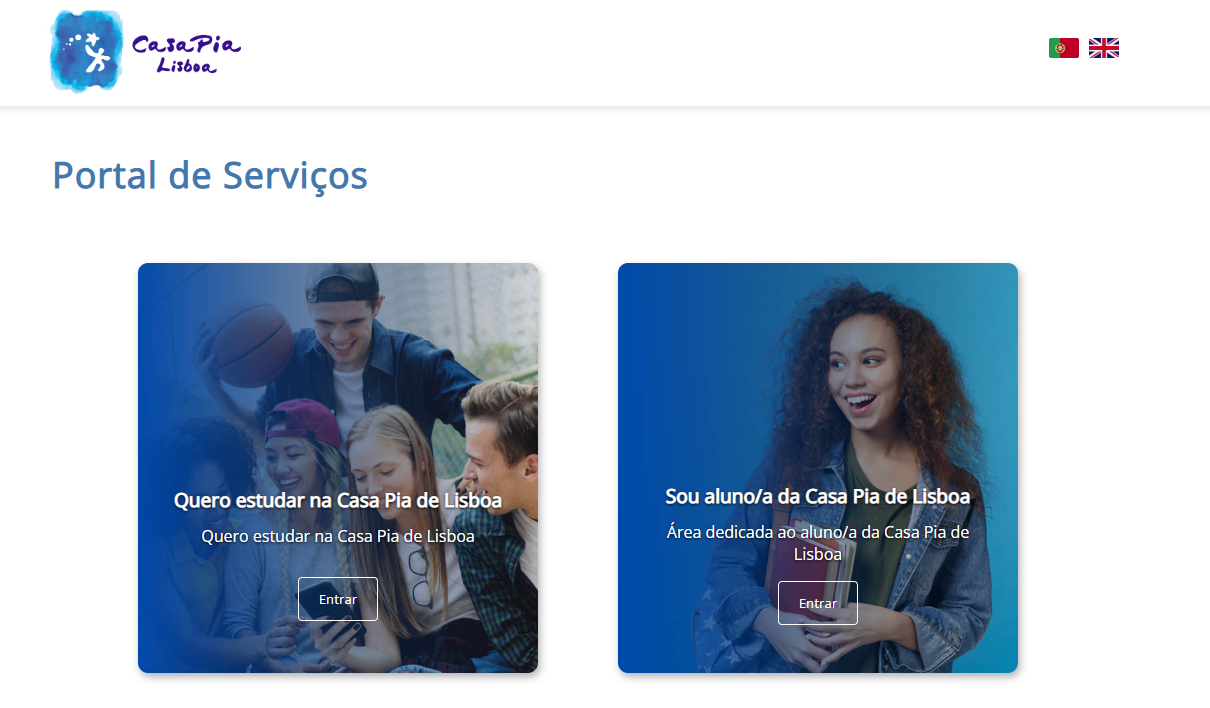 Casa Pia
Lisboa
Portal de Serviços
Quero estudar na Casa Pia de Lisboa
Quero estudar na Casa Pia de Lisboa
Entrar
Sou aluno/a da Casa Pia de Lisboa
Área dedicada ao aluno/a da Casa Pia de
Lisboa
Entrar